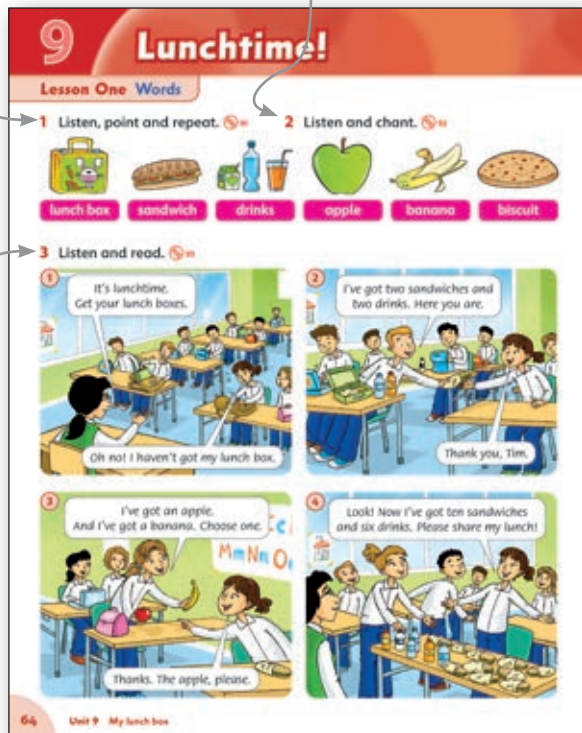 9
Lunchtime!
Lesson One Words
1 Listen, point and repeat.
2 Listen and chant.
lunch box
sandwich
drinks
apple
banana
biscuit
3 Listen and read.
1
It's lunchtime.
Get your lunch boxes.
Oh no! I haven't got my lunch box.
2
I've got two sandwiches and
two drinks. Here you are.
Thank you, Tim.
3
I've got an apple.
And I've got a banana. Choose one.
Mm Nn O
Thanks. The apple, please.
4
Look! Now I've got ten sandwiches
and six drinks. Please share my lunch!
64 Unit 9 My lunch box